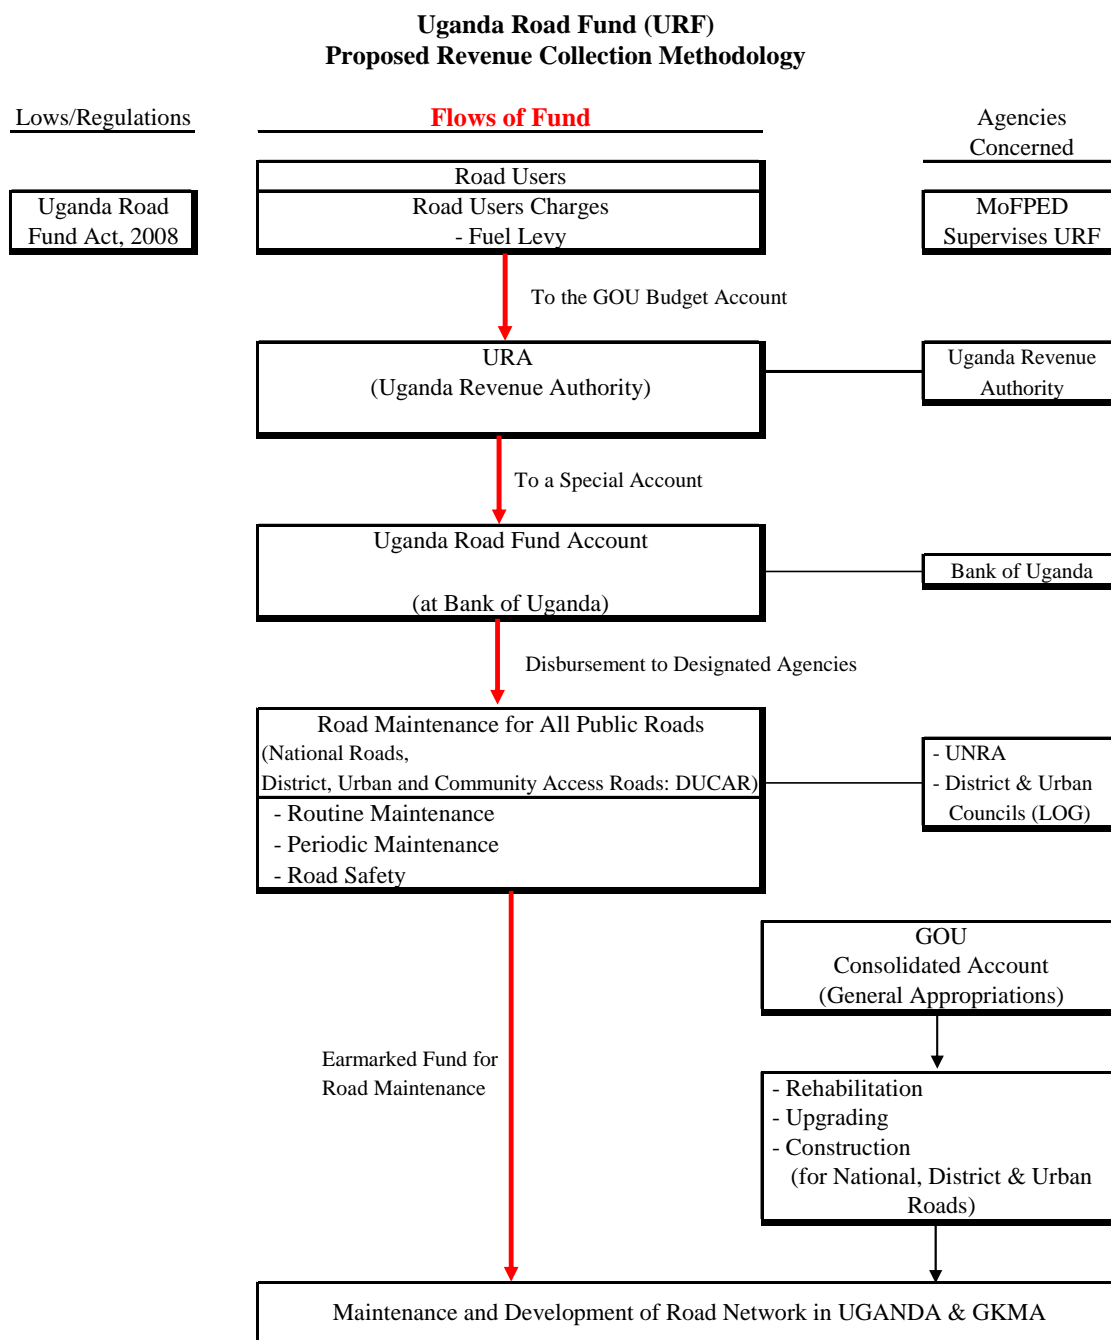 Uganda Road Fund (URF)
Proposed Revenue Collection Methodology
Lows/Regulations
Flows of Fund
Agencies
Concerned
Road Users
Uganda Road
Fund Act, 2008
Road Users Charges
- Fuel Levy
MoFPED
Supervises URF
To the GOU Budget Account
URA
(Uganda Revenue Authority)
Uganda Revenue
Authority
To a Special Account
Uganda Road Fund Account
(at Bank of Uganda)
Bank of Uganda
Disbursement to Designated Agencies
Road Maintenance for All Public Roads
(National Roads,
District, Urban and Community Access Roads: DUCAR)
- Routine Maintenance
- Periodic Maintenance
- Road Safety
- UNRA
- District & Urban
Councils (LOG)
GOU
Consolidated Account
(General Appropriations)
Earmarked Fund for
Road Maintenance
- Rehabilitation
- Upgrading
- Construction
(for National, District & Urban
Roads)
Maintenance and Development of Road Network in UGANDA & GKMA